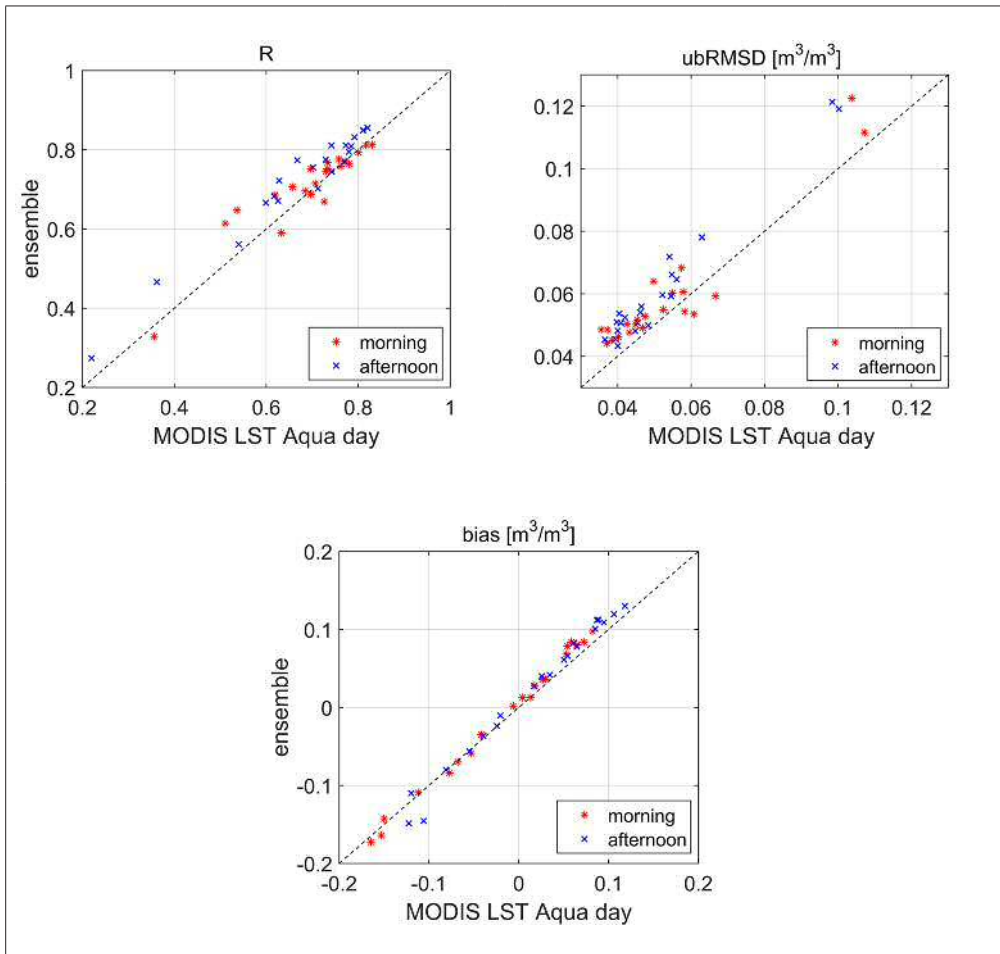 R
1
0.8
0.6
0.4
0.2
0.2 0.4 0.6 0.8 1
ensemble
MODIS LST Aqua day
morning
afternoon
ubRMSD [m³/m³]
0.12
0.1
0.08
0.06
0.04
0.04 0.06 0.08 0.1 0.12
MODIS LST Aqua day
morning
afternoon
bias [m³/m³]
0.2
0.1
0
-0.1
-0.2
-0.2 -0.1 0 0.1 0.2
ensemble
MODIS LST Aqua day
morning
afternoon